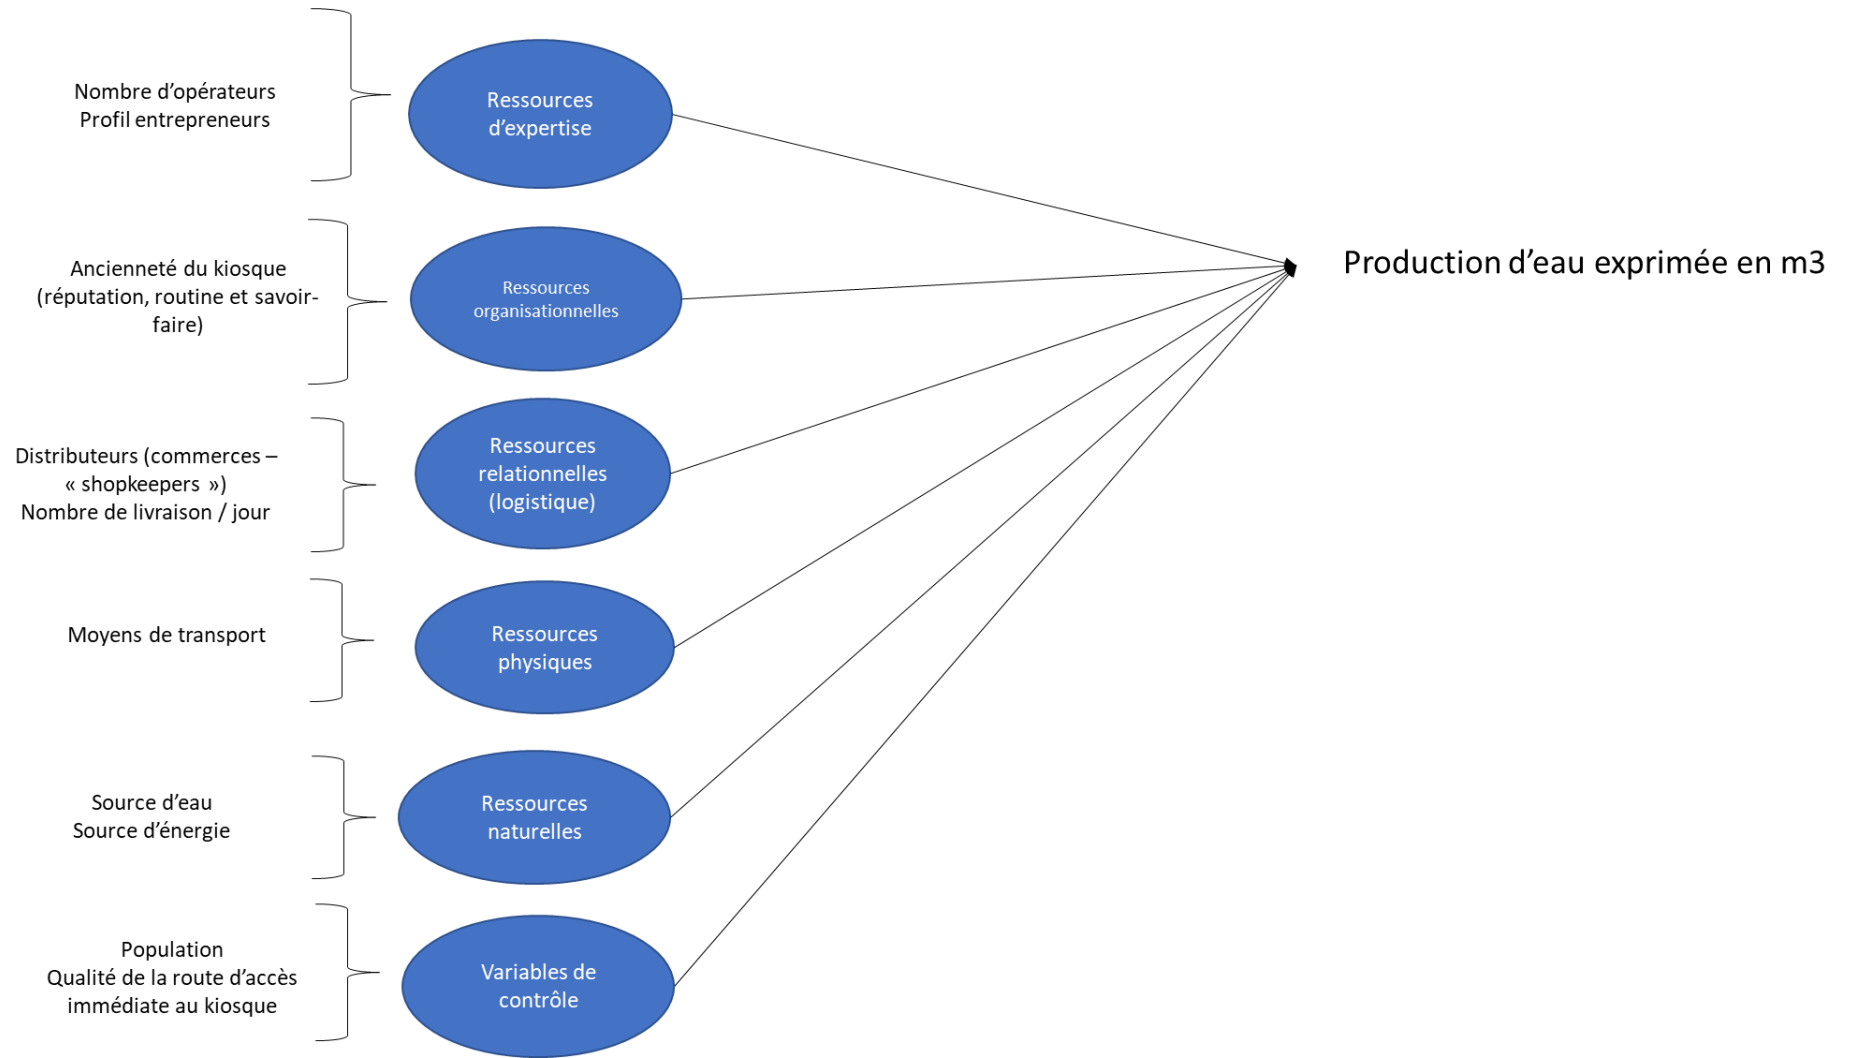 Nombre d’opérateurs
Profil entrepreneurs
Ressources
d’expertise
Production d’eau exprimée en m3
Ancienneté du kiosque
(réputation, routine et savoir-
faire)
Ressources
organisationnelles
Distributeurs (commerces –
« shopkeepers »)
Nombre de livraison / jour
Ressources
relationnelles
(logistique)
Moyens de transport
Ressources
physiques
Source d’eau
Source d’énergie
Ressources
naturelles
Population
Qualité de la route d’accès
immédiate au kiosque
Variables de
contrôle